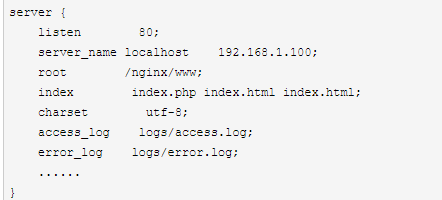 server {
listen 80;
server_name localhost 192.168.1.100;
root /nginx/www;
index index.php index.html index.html;
charset utf-8;
access_log logs/access.log;
error_log logs/error.log;
......
}